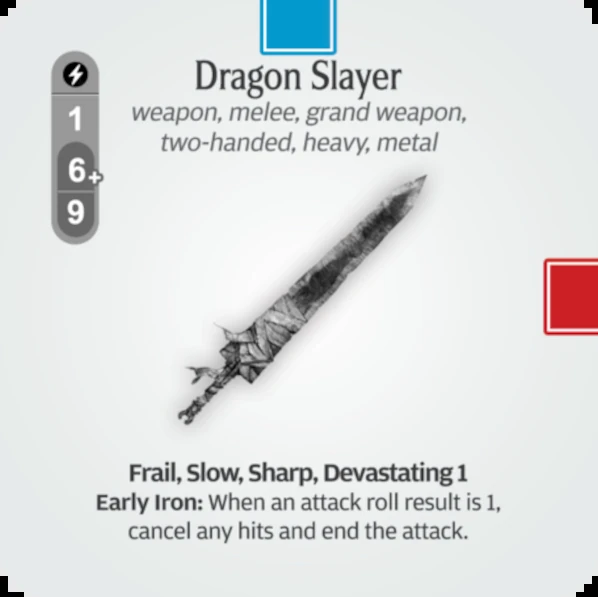 Dragon Slayer
weapon, melee, grand weapon,
two-handed, heavy, metal
1
6+
9
Frail, Slow, Sharp, Devastating 1
Early Iron: When an attack roll result is 1,
cancel any hits and end the attack.